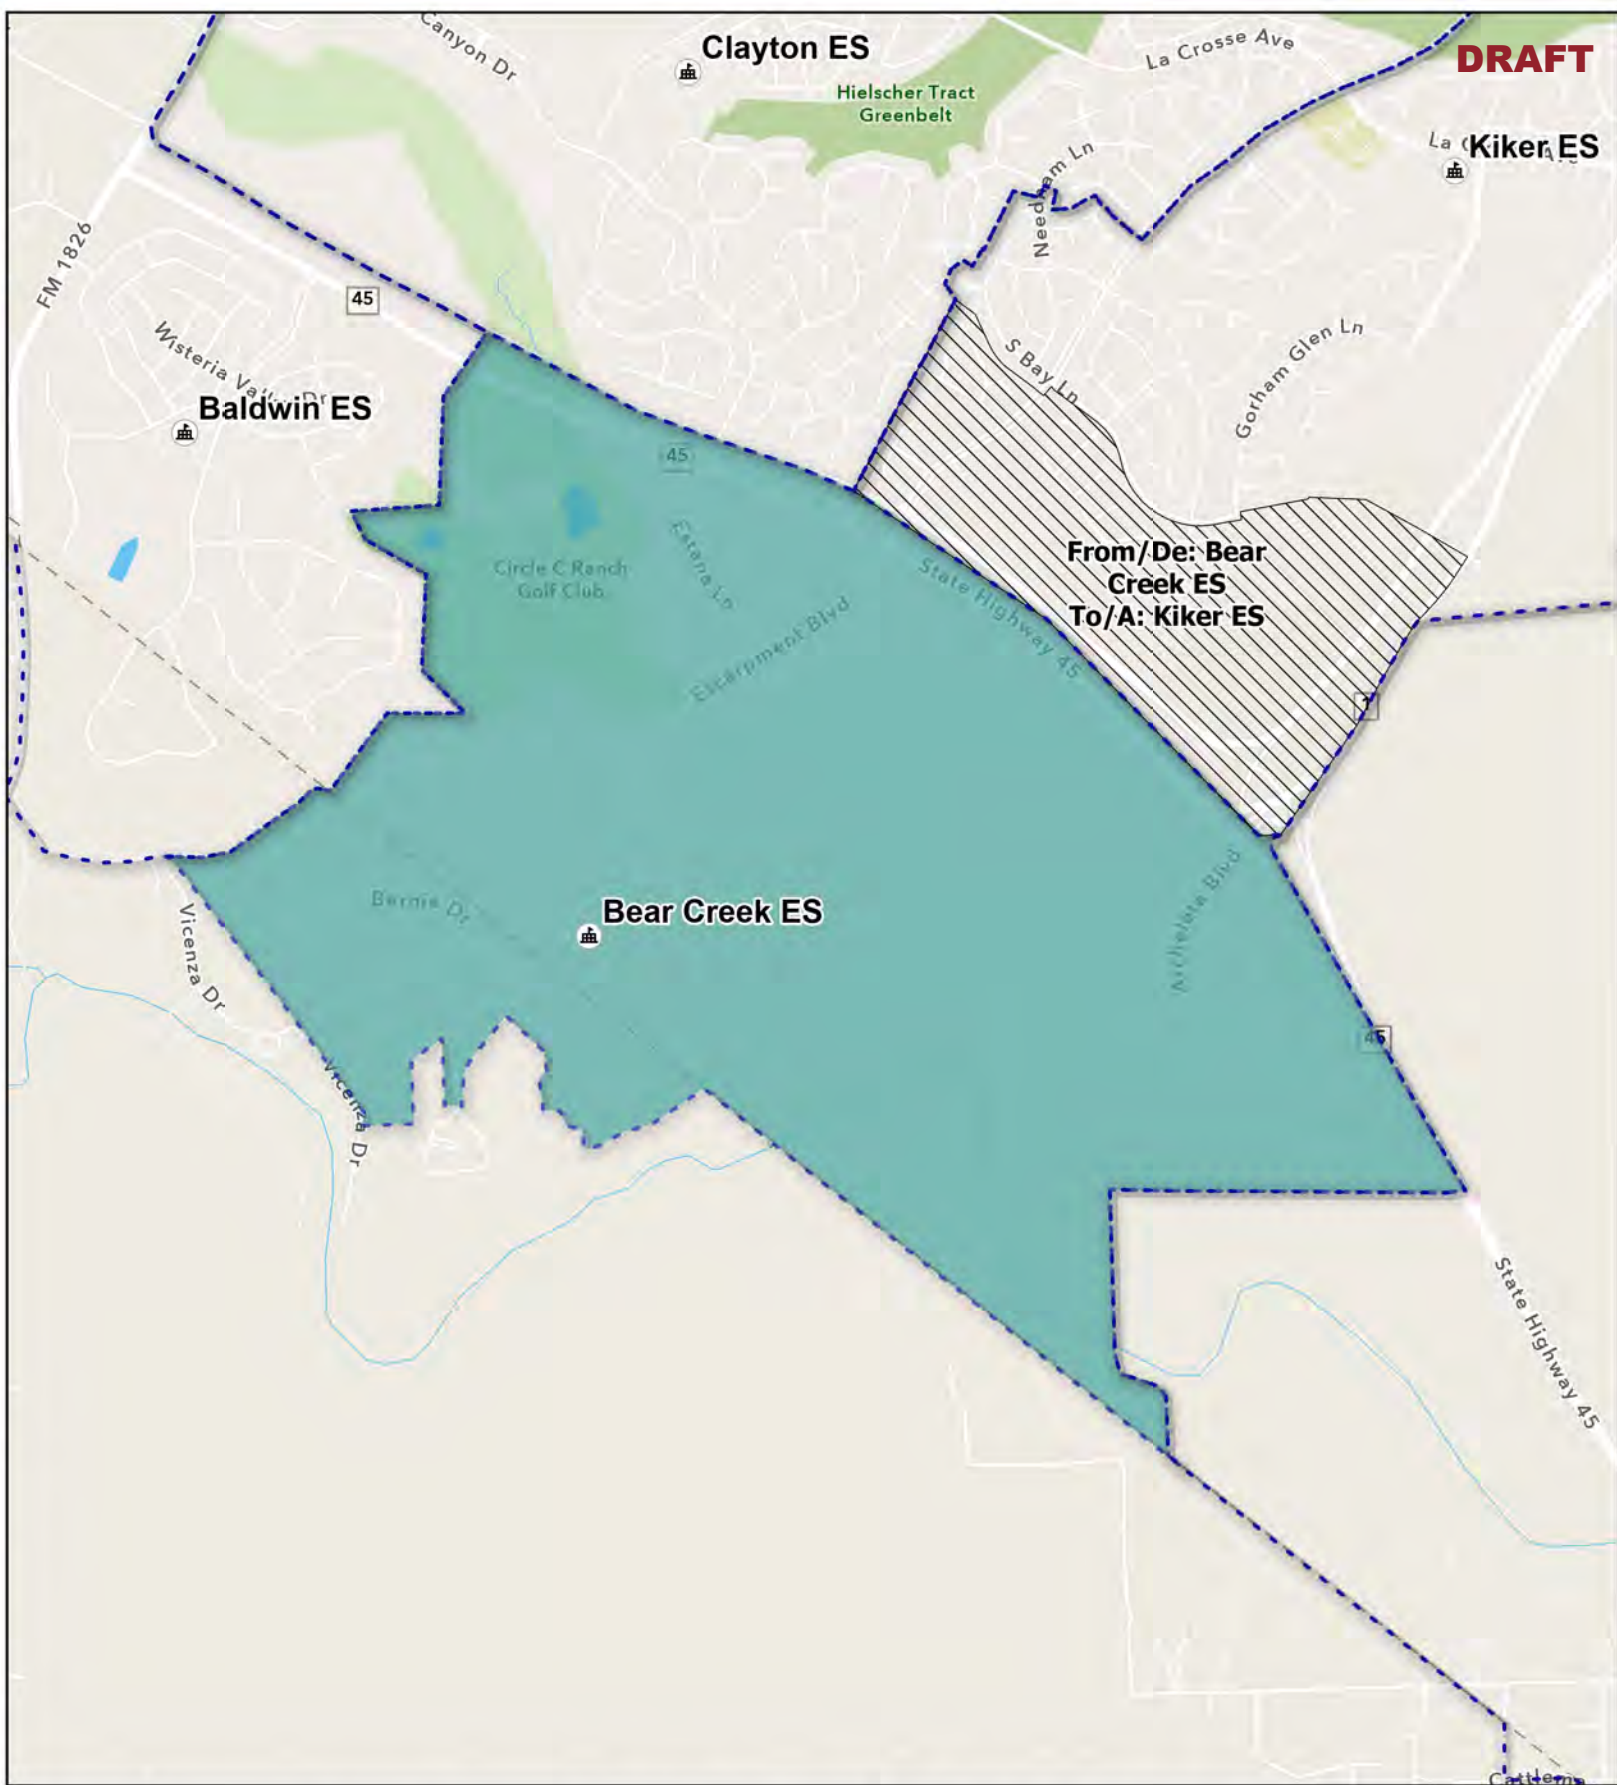 Canyon Dr
Clayton ES
La Crosse Ave
DRAFT
Hielscher Tract
Greenbelt
Kiker ES
Needham Ln
FM 1826
45
Wisteria Valley Dr
Baldwin ES
S Bay Ln
Gorham Glen Ln
45
Estana Ln
Circle C Ranch
Golf Club
Escarpment Blvd
State Highway 45
From/De: Bear
Creek ES
To/A: Kiker ES
1
Bernie Dr
Bear Creek ES
Archeleta Blvd
Vicenza Dr
45
Vicenza Dr
State Highway 45